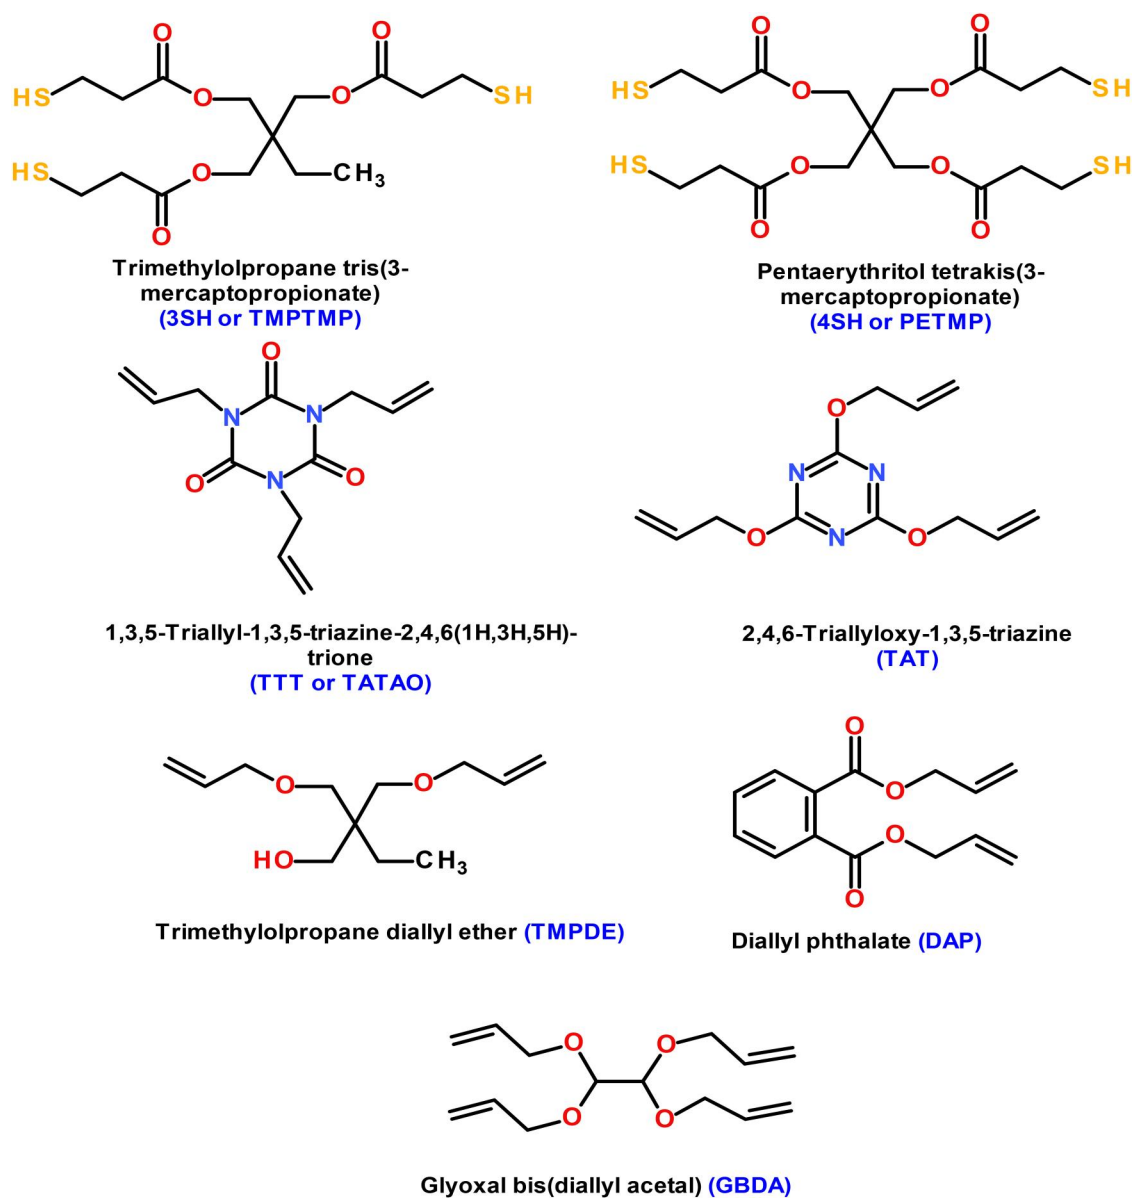 O O O O
HS O O SH HS O O SH
HS O CH3 HS O O SH
O O O
Trimethylolpropane tris(3-
mercaptopropionate)
(3SH or TMPTMP)
Pentaerythritol tetrakis(3-
mercaptopropionate)
(4SH or PETMP)
O
N N
O N O
O
N N
O N O
1,3,5-Triallyl-1,3,5-triazine-2,4,6(1H,3H,5H)-
trione
(TTT or TATAO)
2,4,6-Triallyloxy-1,3,5-triazine
(TAT)
O O
HO CH3
O
O
O
O
Trimethylolpropane diallyl ether (TMPDE)
Diallyl phthalate (DAP)
O O
O O
Glyoxal bis(diallyl acetal) (GBDA)